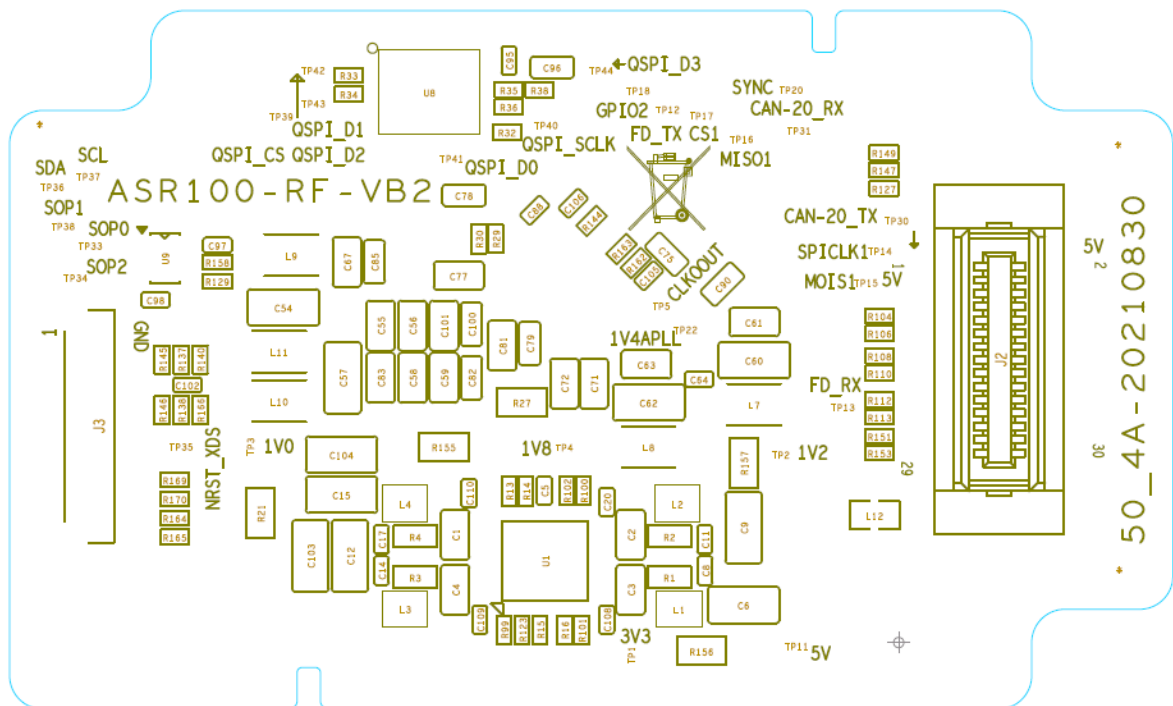 C95
C96
TP42
R33
TP44
QSPI_D3
R34
U8
R35
R38
TP18
SYNC
TP20
TP43
R36
GPIO2
TP12
TP17
CAN-20_RX
TP39
QSPI_D1
R32
TP40
FD_TX
CS1
TP16
TP31
QSPI_CS
QSPI_D2
TP41
QSPI_SCLK
MISO1
R149
SCL
SDA
TP37
TP36
QSPI_D0
R147
R127
ASR100-RF-VB2
C78
C88
C106
R144
SOP1
TP38
SOP0
CAN-20_TX
TP30
TP33
U9
C97
R158
R129
L9
C67
C65
R30
R29
R163
R162
C105
C75
SPICLK1
TP14
5V
2
SOP2
TP34
C98
C77
CLKOOUT
C90
MOIS1
TP15
5V
1
C54
TP5
1
GND
C55
C56
C101
C100
C81
C79
1V4APLL
TP22
C61
R104
R106
L11
R145
R137
R140
C57
C83
C58
C59
C82
C72
C71
C63
C64
C60
R108
R110
J2
C102
L10
R27
C62
L7
FD_RX
TP13
R112
R113
R146
R138
R166
J3
TP35
TP3
1V0
R155
1V8
TP4
L8
R157
TP2
1V2
R151
R153
29
30
NRST_XDS
C104
R169
R170
R164
R165
R21
C15
L4
C110
R13
R14
C5
R102
R100
C20
L2
C9
L12
C103
C12
C17
R4
C1
U1
C2
R2
C11
C14
R3
C4
C3
R1
C8
L3
C109
R99
R123
R15
R16
R101
C108
L1
C6
3V3
TP1
R156
TP11
5V
50_4A-20210830